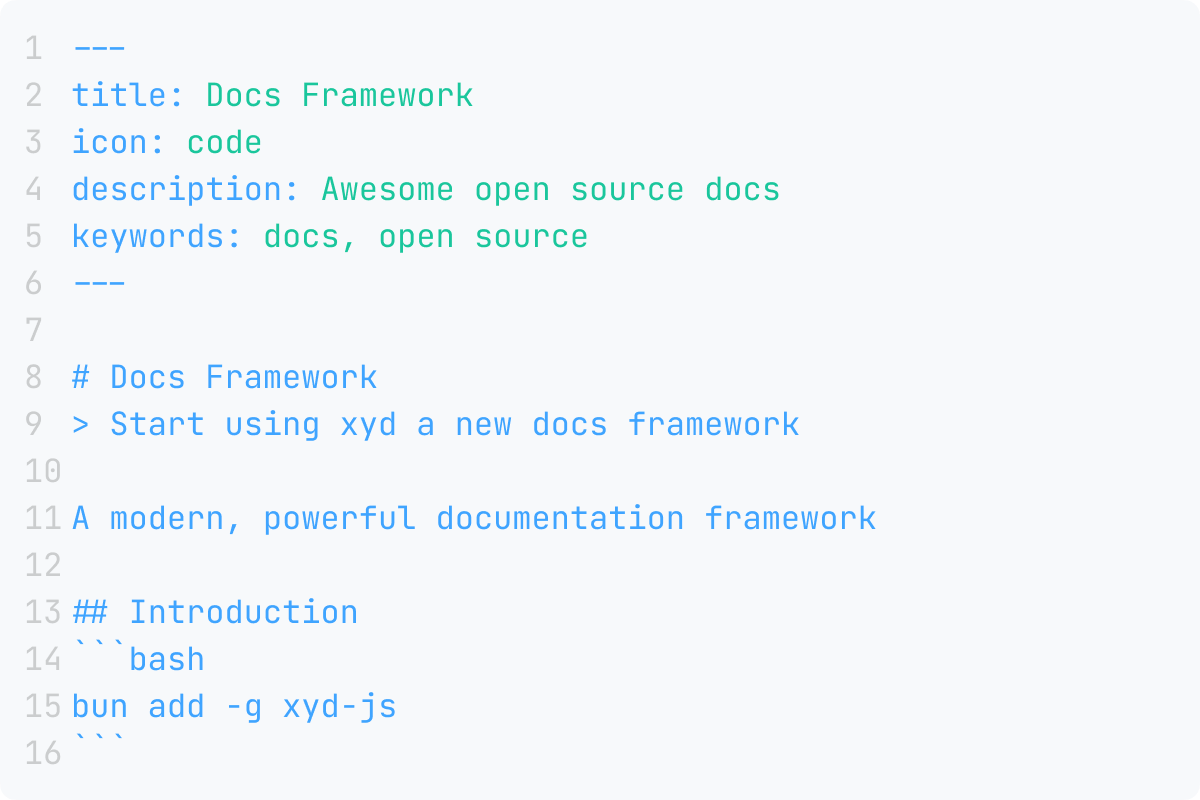 1 ---
2 title: Docs Framework
3 icon: code
4 description: Awesome open source docs
5 keywords: docs, open source
6 ---
7
8 # Docs Framework
9 > Start using xyd a new docs framework
10
11 A modern, powerful documentation framework
12
13 ## Introduction
14 ```bash
15 bun add -g xyd-js
16 ```